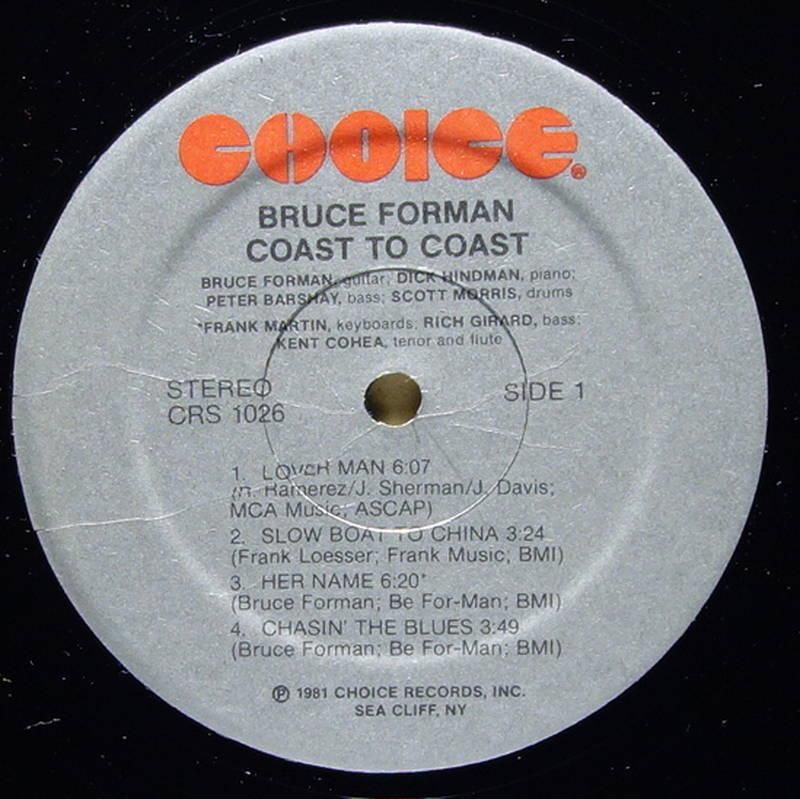 CHOICE®
BRUCE FORMAN
COAST TO COAST
BRUCE FORMAN, guitar; DICK HINDMAN, piano;
PETER BARSHAY, bass; SCOTT MORRIS, drums
*FRANK MARTIN, keyboards; RICH GIRARD, bass;
KENT COHEA, tenor and flute
STEREO
CRS 1026
SIDE 1
1. LOVER MAN 6:07
(R. Ramerez/J. Sherman/J. Davis;
MCA Music, ASCAP)
2. SLOW BOAT TO CHINA 3:24
(Frank Loesser; Frank Music; BMI)
3. HER NAME 6:20*
(Bruce Forman; Be For-Man; BMI)
4. CHASIN' THE BLUES 3:49
(Bruce Forman; Be For-Man; BMI)
℗ 1981 CHOICE RECORDS, INC.
SEA CLIFF, NY